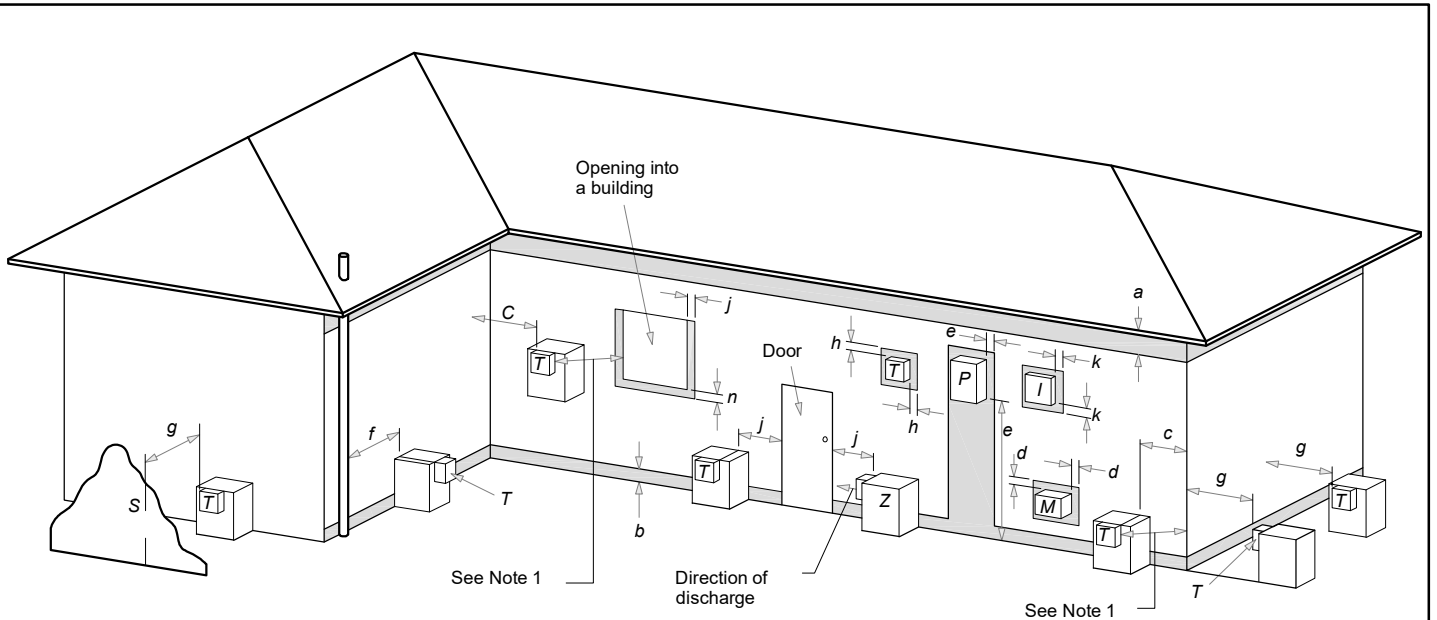 Opening into
a building
a
C
j
e
h
k
Door
T
T
P
I
n
k
h
e
c
g
f
j
j
d
d
g
g
S
T
T
T
Z
M
T
T
T
b
See Note 1
Direction of
discharge
See Note 1